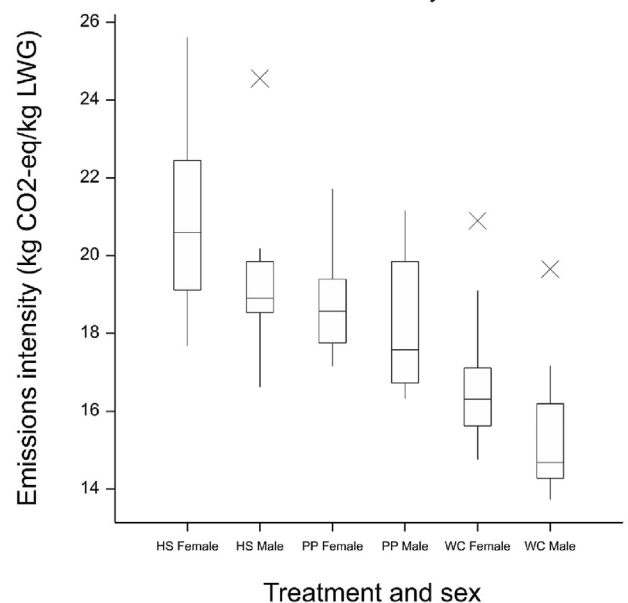 26
24
22
20
18
16
14
Emissions intensity (kg CO2-eq/kg LWG)
HS Female HS Male PP Female PP Male WC Female WC Male
Treatment and sex